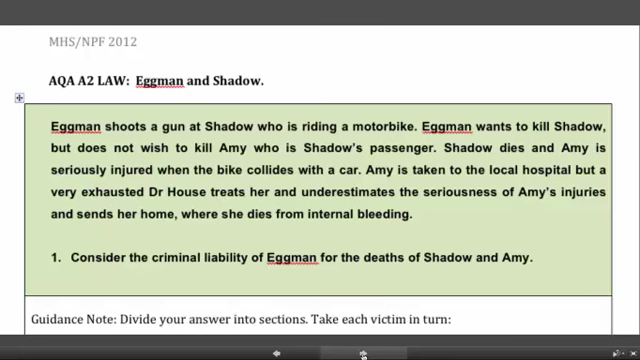 MHS/NPF 2012
AQA A2 LAW: Eggman and Shadow.
Eggman shoots a gun at Shadow who is riding a motorbike. Eggman wants to kill Shadow,
but does not wish to kill Amy who is Shadow's passenger. Shadow dies and Amy is
seriously injured when the bike collides with a car. Amy is taken to the local hospital but a
very exhausted Dr House treats her and underestimates the seriousness of Amy's injuries
and sends her home, where she dies from internal bleeding.
1. Consider the criminal liability of Eggman for the deaths of Shadow and Amy.
Guidance Note: Divide your answer into sections. Take each victim in turn: